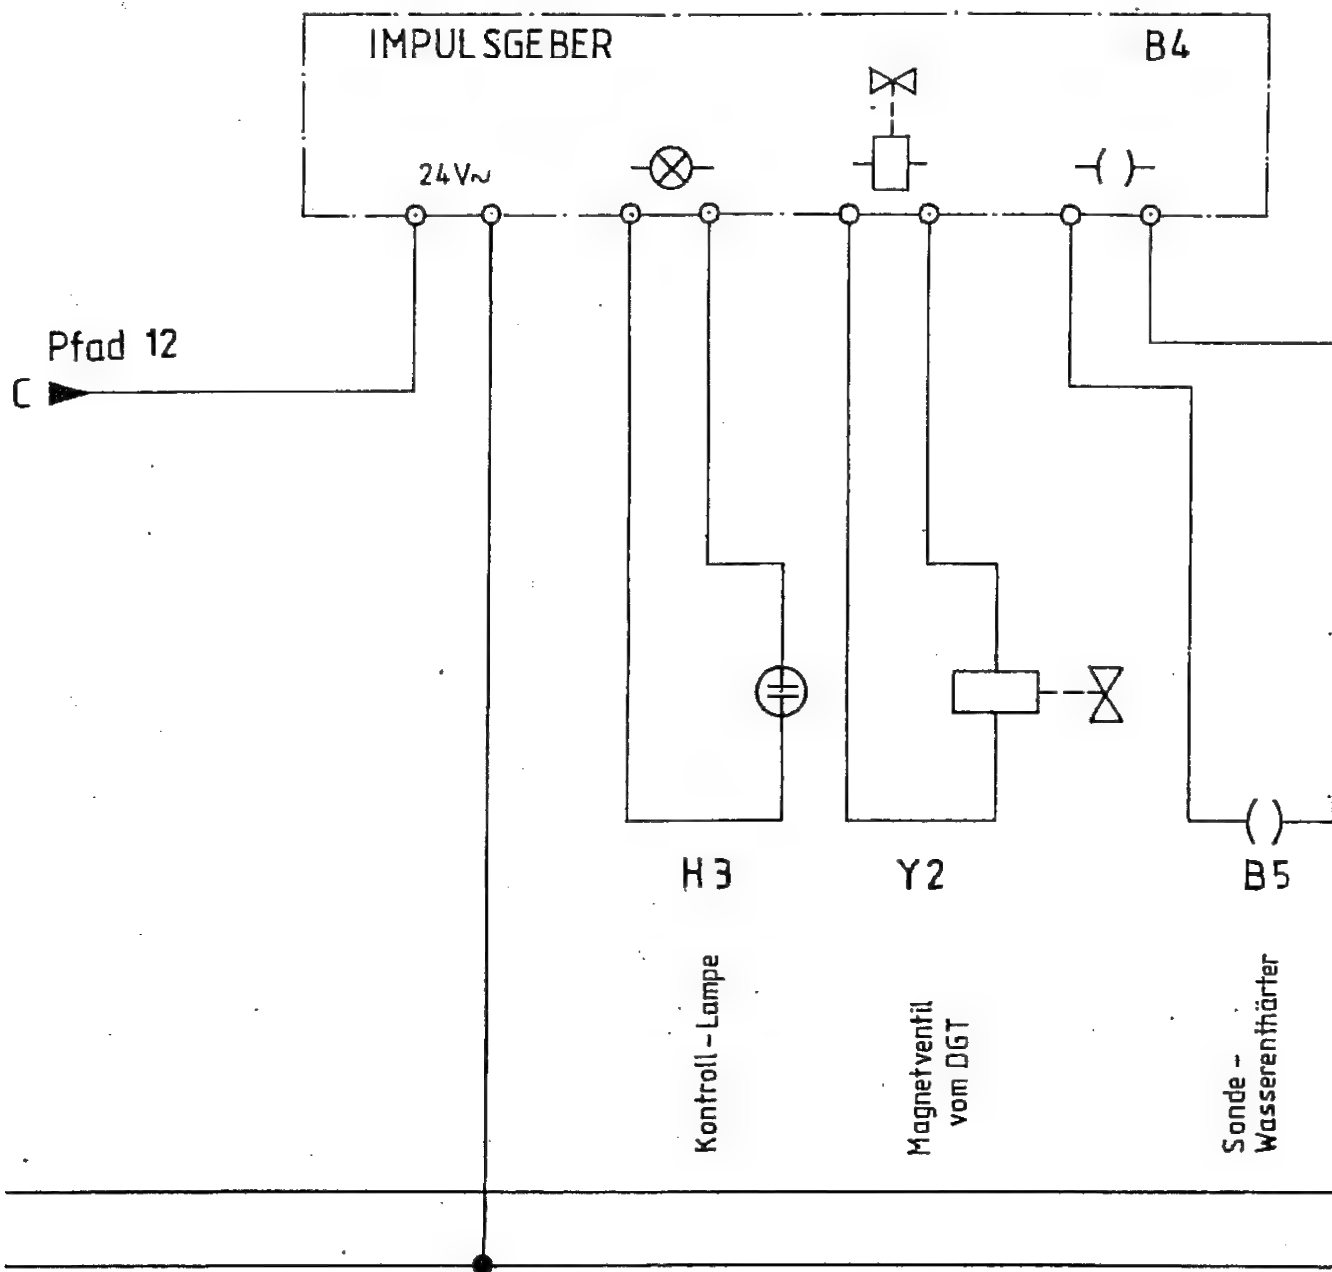 IMPULSGEBER
B4
24V~
Pfad 12
C
H3
Y2
B5
Kontroll-Lampe
Magnetventil
vom DGT
Sonde -
Wasserenthärter